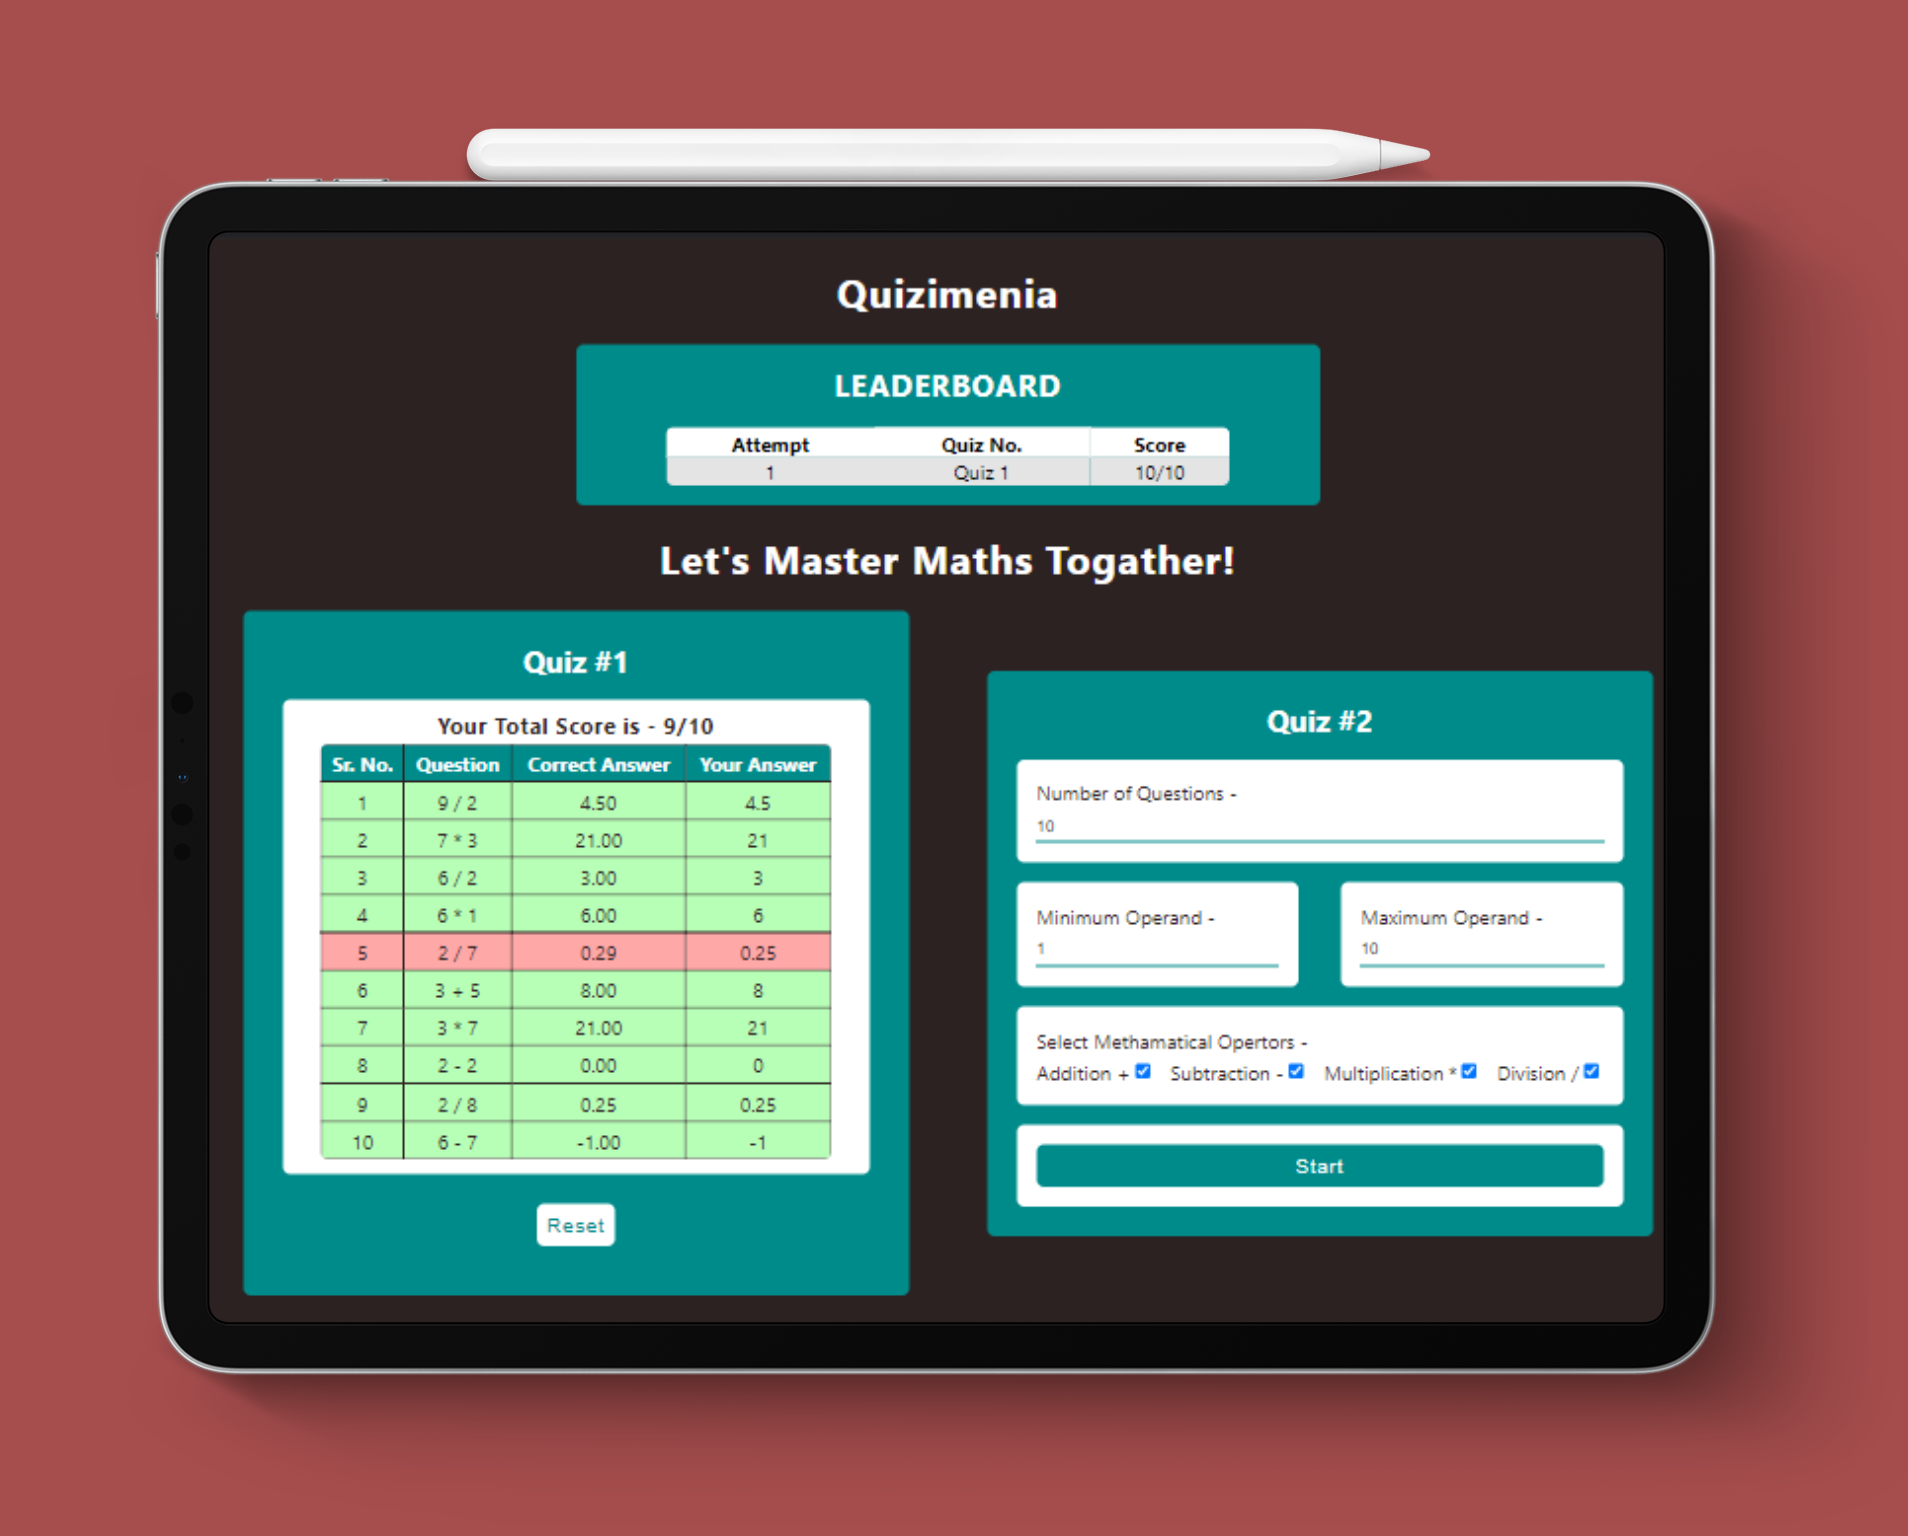 Quizimenia
LEADERBOARD
Attempt Quiz No. Score
1 Quiz 1 10/10
Let's Master Maths Togather!
Quiz #1
Your Total Score is - 9/10
Sr. No. Question Correct Answer Your Answer
1 9 / 2 4.50 4.5
2 7 * 3 21.00 21
3 6 / 2 3.00 3
4 6 * 1 6.00 6
5 2 / 7 0.29 0.25
6 3 + 5 8.00 8
7 3 * 7 21.00 21
8 2 - 2 0.00 0
9 2 / 8 0.25 0.25
10 6 - 7 -1.00 -1
Reset
Quiz #2
Number of Questions -
10
Minimum Operand -
1
Maximum Operand -
10
Select Methamatical Opertors -
Addition + Subtraction - Multiplication * Division /
Start